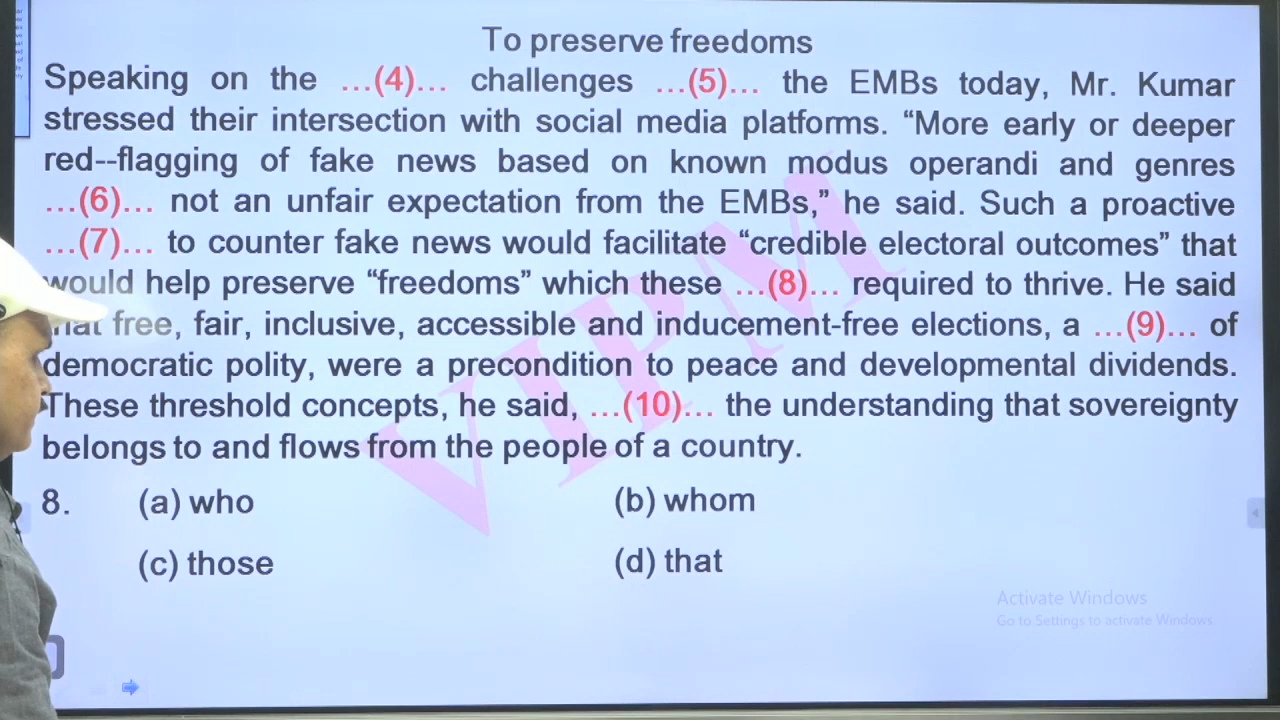 To preserve freedoms
Speaking on the ...(4)... challenges ...(5)... the EMBs today, Mr. Kumar
stressed their intersection with social media platforms. “More early or deeper
red--flagging of fake news based on known modus operandi and genres
...(6)... not an unfair expectation from the EMBs,” he said. Such a proactive
...(7)... to counter fake news would facilitate “credible electoral outcomes” that
would help preserve “freedoms” which these ...(8)... required to thrive. He said
that free, fair, inclusive, accessible and inducement-free elections, a ...(9)... of
democratic polity, were a precondition to peace and developmental dividends.
These threshold concepts, he said, ...(10)... the understanding that sovereignty
belongs to and flows from the people of a country.
8. (a) who (b) whom
(c) those (d) that
VIPM
Activate Windows
Go to Settings to activate Windows.